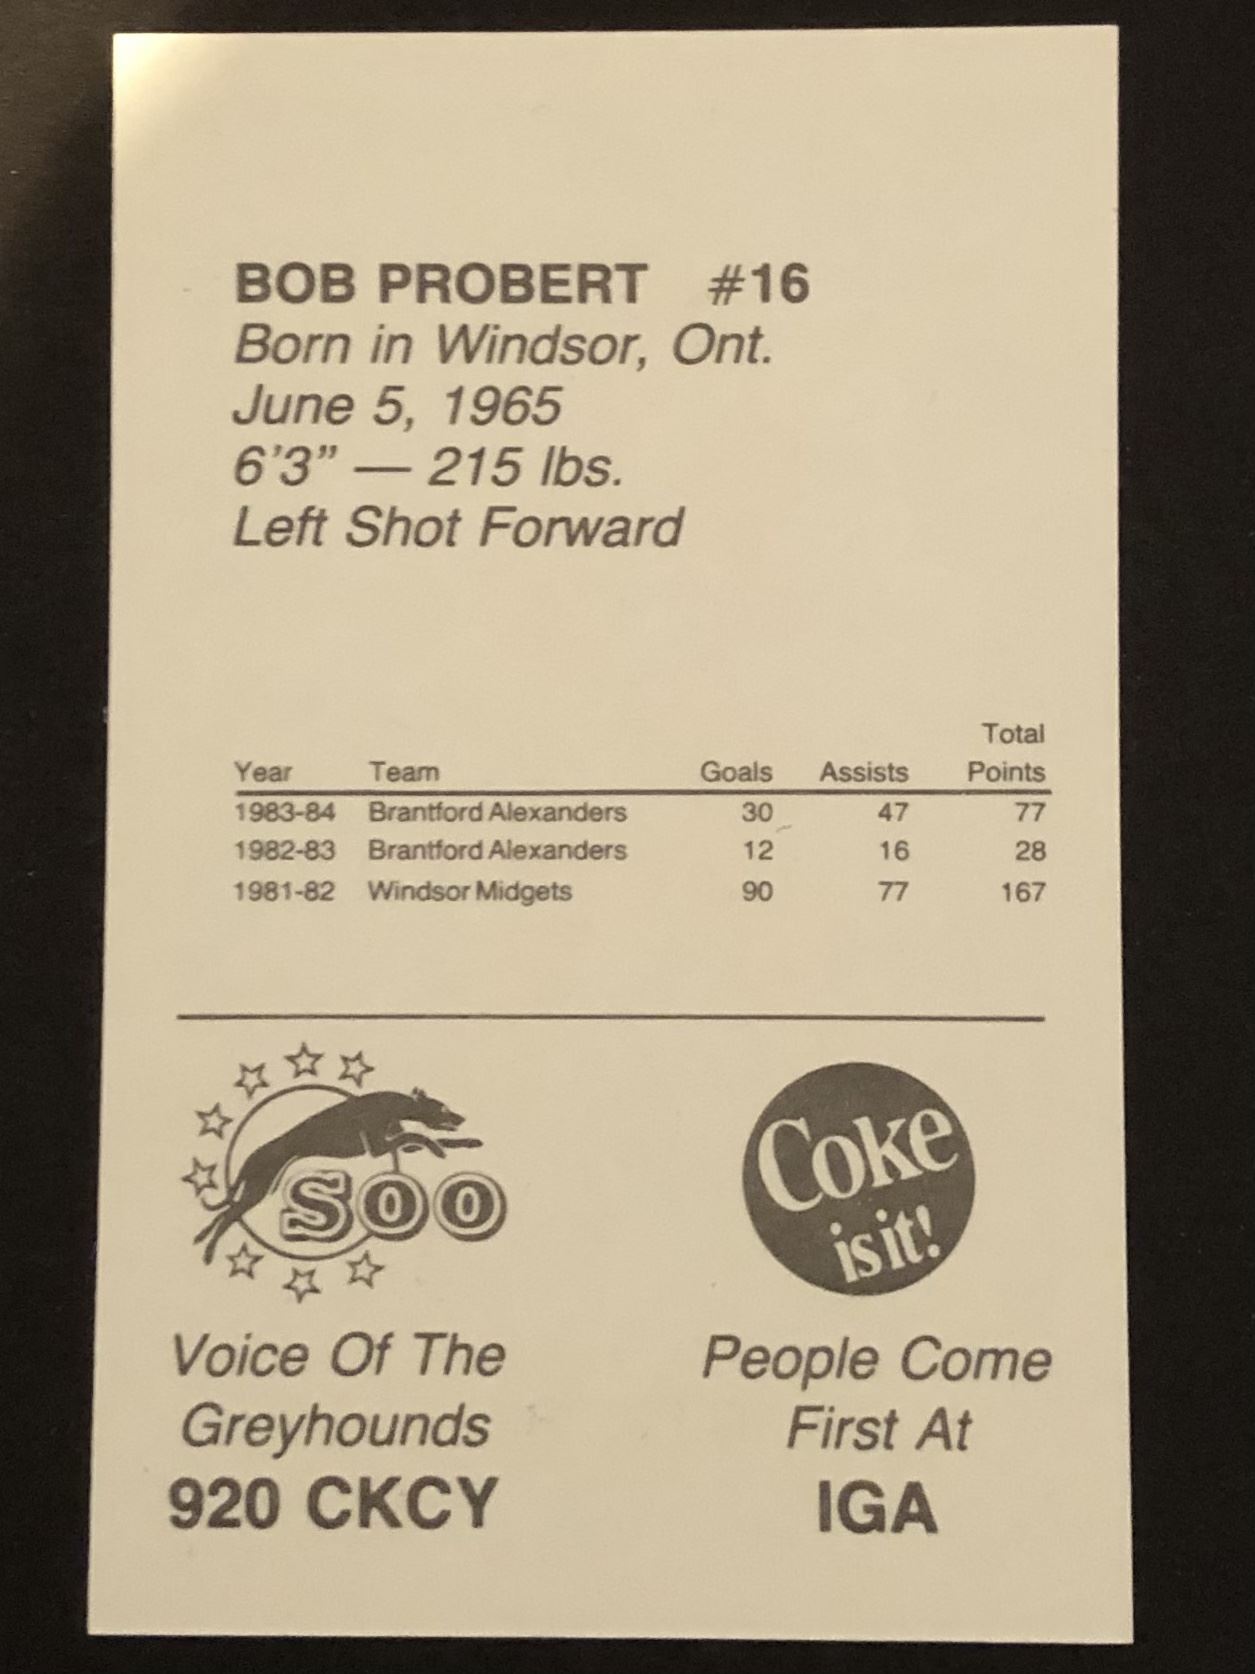 BOB PROBERT #16
Born in Windsor, Ont.
June 5, 1965
6'3" — 215 lbs.
Left Shot Forward
Total
Year Team Goals Assists Points
1983-84 Brantford Alexanders 30 47 77
1982-83 Brantford Alexanders 12 16 28
1981-82 Windsor Midgets 90 77 167
Soo
Coke
is it!
Voice Of The
Greyhounds
920 CKCY
People Come
First At
IGA